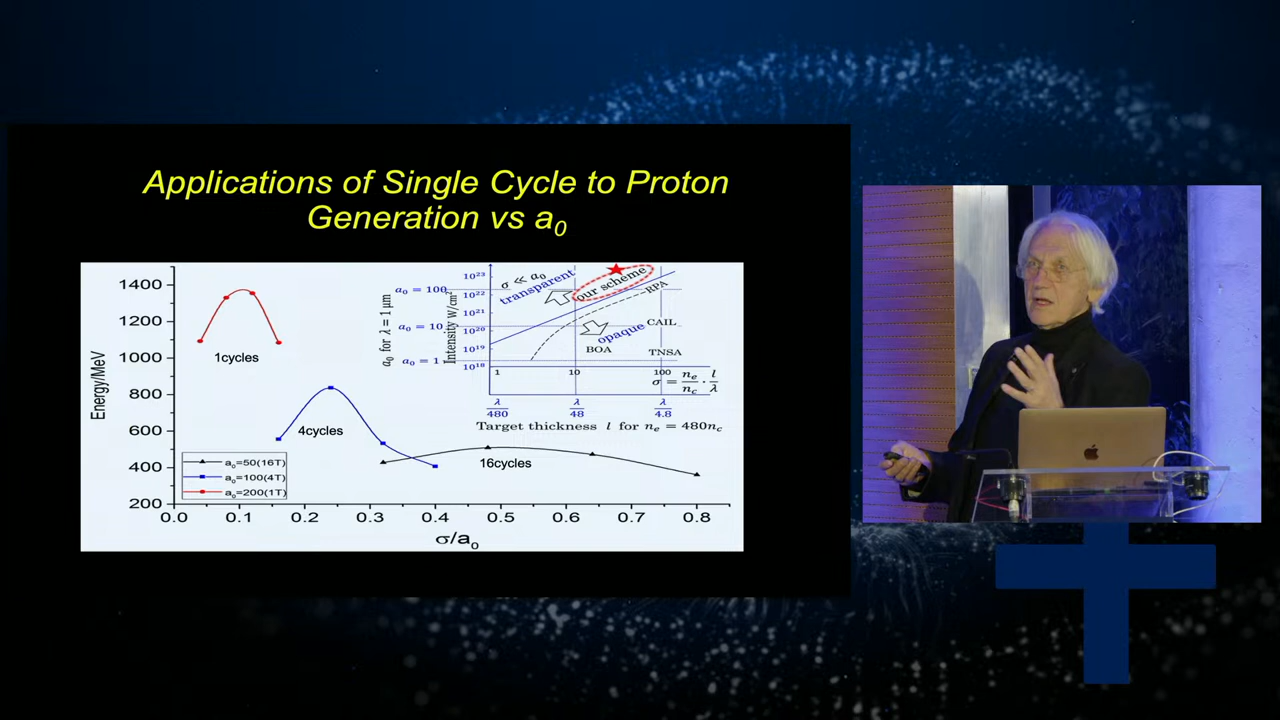 Applications of Single Cycle to Proton
Generation vs a₀
1400
1200
1000
800
600
400
200
Energy/MeV
1cycles
4cycles
16cycles
a₀=50(16T)
a₀=100(4T)
a₀=200(1T)
0.0 0.1 0.2 0.3 0.4 0.5 0.6 0.7 0.8
σ/a₀
a₀ for λ = 1 μm
a₀ = 100
a₀ = 10
a₀ = 1
Intensity W/cm²
10²³
10²²
10²¹
10²⁰
10¹⁹
10¹⁸
σ ≪ a₀
transparent
our scheme
RPA
opaque
CAIL
BOA
TNSA
1 10 100
σ = nₑ/n_c · l/λ
λ/480 λ/48 λ/4.8
Target thickness l for nₑ = 480n_c